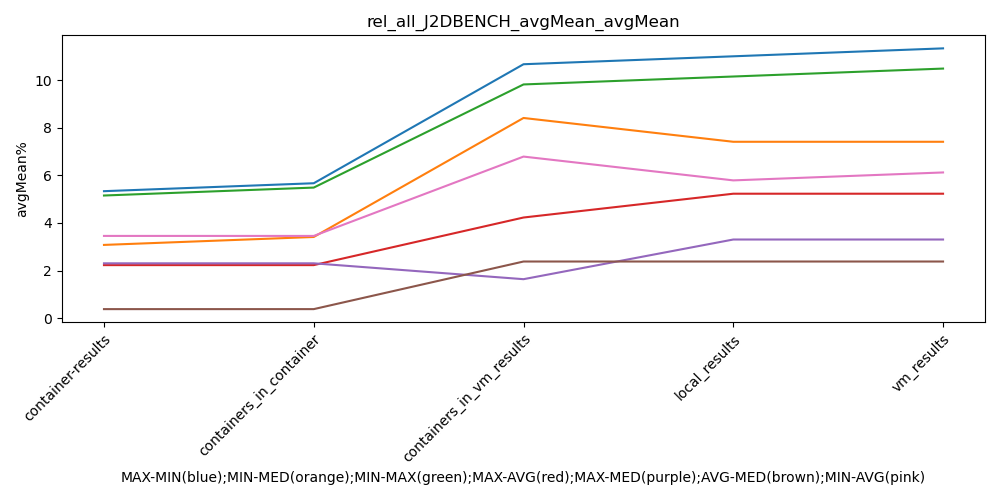 rel_all_J2DBENCH_avgMean_avgMean
avgMean%
10
8
6
4
2
0
container-results
containers_in_container
containers_in_vm_results
local_results
vm_results
MAX-MIN(blue);MIN-MED(orange);MIN-MAX(green);MAX-AVG(red);MAX-MED(purple);AVG-MED(brown);MIN-AVG(pink)